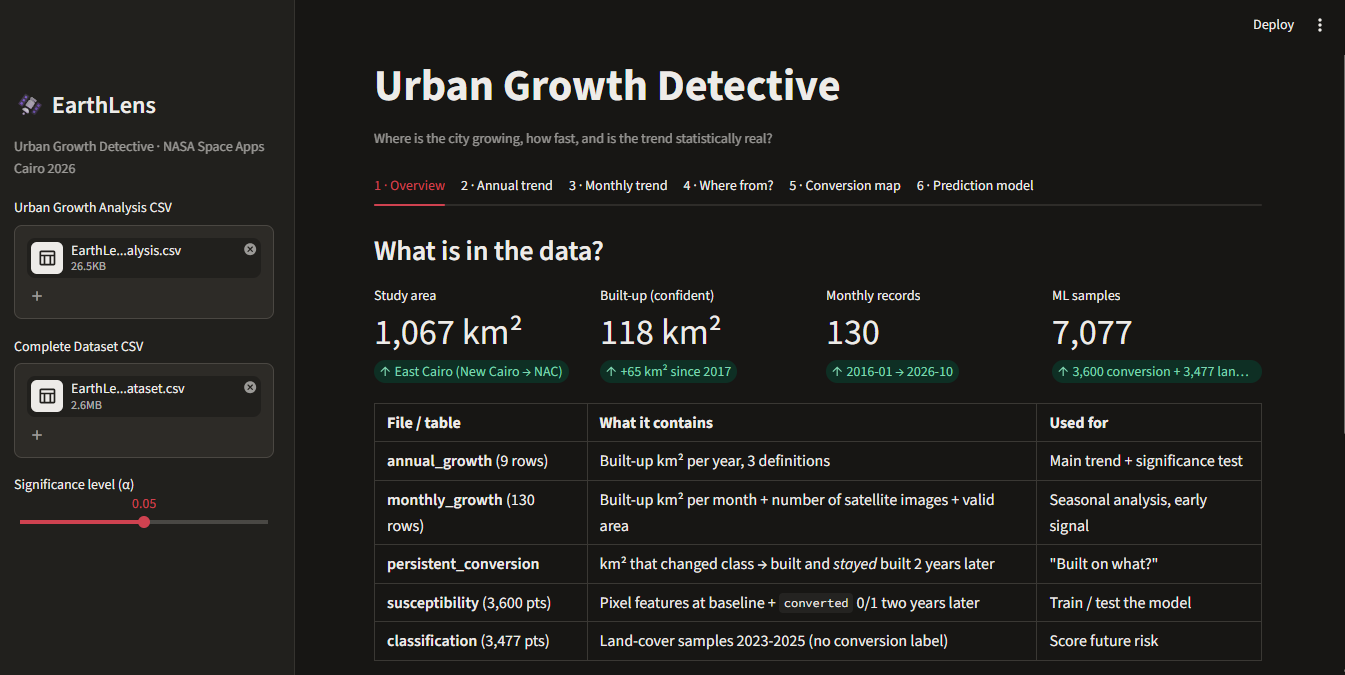 Deploy
EarthLens
Urban Growth Detective · NASA Space Apps
Cairo 2026
Urban Growth Analysis CSV
EarthLe...alysis.csv
26.5KB
+
Complete Dataset CSV
EarthLe...ataset.csv
2.6MB
+
Significance level (α)
0.05
Urban Growth Detective
Where is the city growing, how fast, and is the trend statistically real?
1 · Overview 2 · Annual trend 3 · Monthly trend 4 · Where from? 5 · Conversion map 6 · Prediction model
What is in the data?
Study area Built-up (confident) Monthly records ML samples
1,067 km² 118 km² 130 7,077
↑ East Cairo (New Cairo → NAC) ↑ +65 km² since 2017 ↑ 2016-01 → 2026-10 ↑ 3,600 conversion + 3,477 lan...
File / table What it contains Used for
annual_growth (9 rows) Built-up km² per year, 3 definitions Main trend + significance test
monthly_growth (130 Built-up km² per month + number of satellite images + valid Seasonal analysis, early
rows) area signal
persistent_conversion km² that changed class → built and stayed built 2 years later "Built on what?"
susceptibility (3,600 pts) Pixel features at baseline + converted 0/1 two years later Train / test the model
classification (3,477 pts) Land-cover samples 2023-2025 (no conversion label) Score future risk